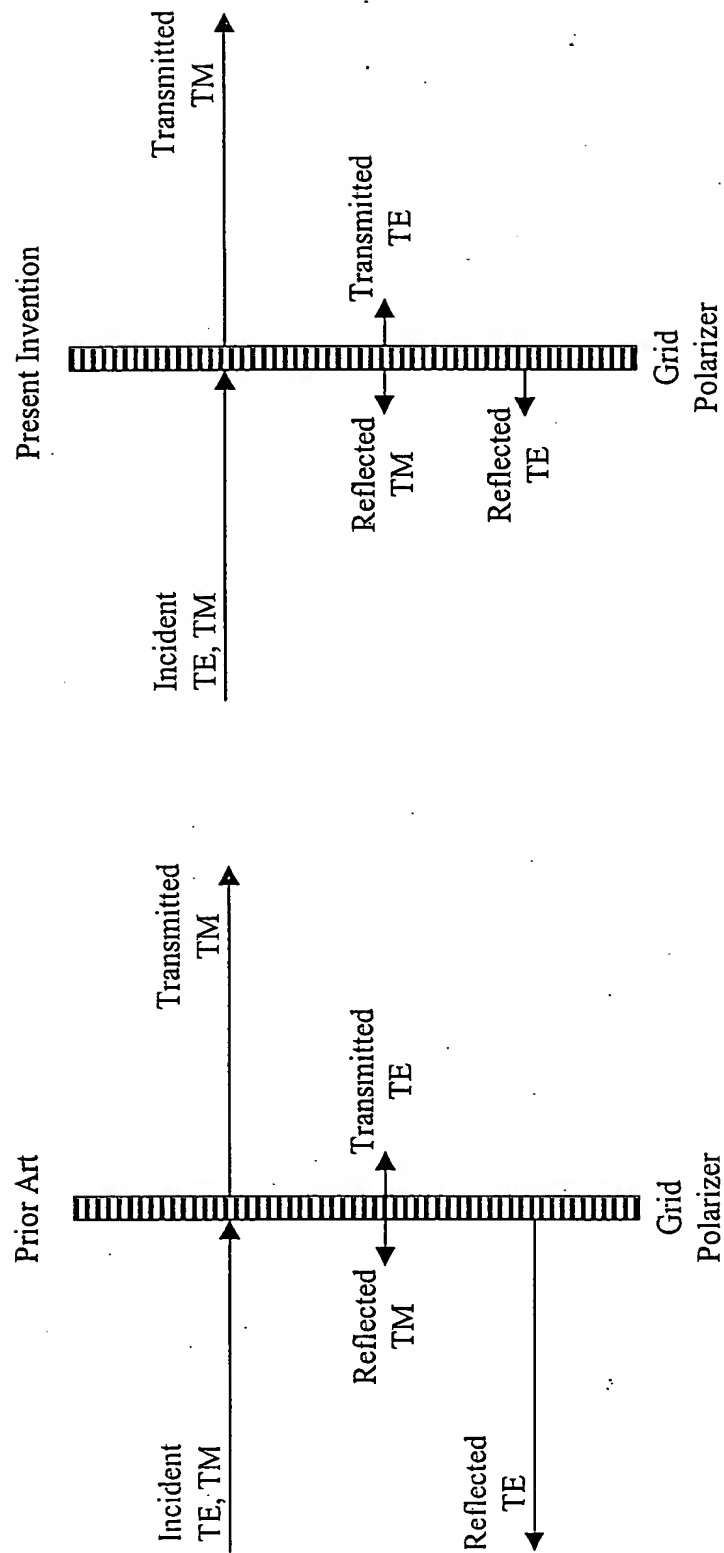 Prior Art
Incident
TE, TM
Transmitted
TM
Reflected
TM
Transmitted
TE
Reflected
TE
Grid
Polarizer
Present Invention
Incident
TE, TM
Transmitted
TM
Reflected
TM
Transmitted
TE
Reflected
TE
Grid
Polarizer